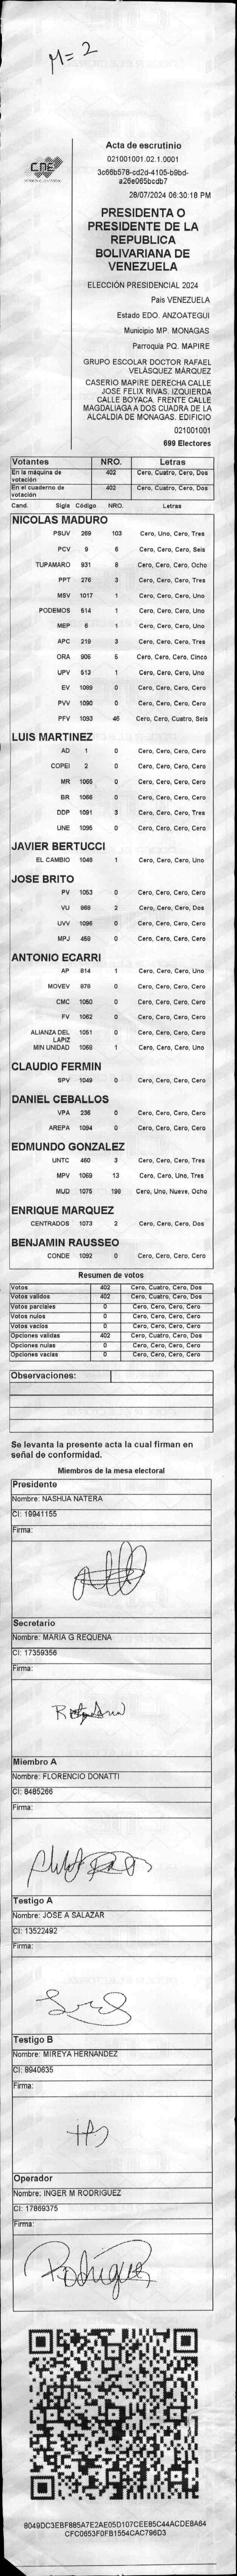 M=2
CNE
Acta de escrutinio
021001001.02.1.0001
3c66b578-cd2d-4105-b9bd-
a26e065bcdb7
28/07/2024 06:30:18 PM
PRESIDENTA O
PRESIDENTE DE LA
REPUBLICA
BOLIVARIANA DE
VENEZUELA
ELECCIÓN PRESIDENCIAL 2024
Pais VENEZUELA
Estado EDO. ANZOATEGUI
Municipio MP. MONAGAS
Parroquia PQ. MAPIRE
GRUPO ESCOLAR DOCTOR RAFAEL
VELÁSQUEZ MÁRQUEZ
CASERIO MAPIRE DERECHA CALLE
JOSE FELIX RIVAS. IZQUIERDA
CALLE BOYACA. FRENTE CALLE
MAGDALIAGA A DOS CUADRA DE LA
ALCALDIA DE MONAGAS. EDIFICIO
021001001
699 Electores
Votantes NRO. Letras
En la máquina de votación 402 Cero, Cuatro, Cero, Dos
En el cuaderno de votación 402 Cero, Cuatro, Cero, Dos
Cand. Sigla Código NRO. Letras
NICOLAS MADURO
PSUV 269 103 Cero, Uno, Cero, Tres
PCV 9 6 Cero, Cero, Cero, Seis
TUPAMARO 931 8 Cero, Cero, Cero, Ocho
PPT 276 3 Cero, Cero, Cero, Tres
MSV 1017 1 Cero, Cero, Cero, Uno
PODEMOS 514 1 Cero, Cero, Cero, Uno
MEP 6 1 Cero, Cero, Cero, Uno
APC 219 3 Cero, Cero, Cero, Tres
ORA 906 5 Cero, Cero, Cero, Cinco
UPV 513 1 Cero, Cero, Cero, Uno
EV 1089 0 Cero, Cero, Cero, Cero
PVV 1090 0 Cero, Cero, Cero, Cero
PFV 1093 46 Cero, Cero, Cuatro, Seis
LUIS MARTINEZ
AD 1 0 Cero, Cero, Cero, Cero
COPEI 2 0 Cero, Cero, Cero, Cero
MR 1065 0 Cero, Cero, Cero, Cero
BR 1066 0 Cero, Cero, Cero, Cero
DDP 1091 3 Cero, Cero, Cero, Tres
UNE 1095 0 Cero, Cero, Cero, Cero
JAVIER BERTUCCI
EL CAMBIO 1048 1 Cero, Cero, Cero, Uno
JOSE BRITO
PV 1053 0 Cero, Cero, Cero, Cero
VU 868 2 Cero, Cero, Cero, Dos
UVV 1096 0 Cero, Cero, Cero, Cero
MPJ 459 0 Cero, Cero, Cero, Cero
ANTONIO ECARRI
AP 814 1 Cero, Cero, Cero, Uno
MOVEV 878 0 Cero, Cero, Cero, Cero
CMC 1050 0 Cero, Cero, Cero, Cero
FV 1062 0 Cero, Cero, Cero, Cero
ALIANZA DEL LAPIZ 1051 0 Cero, Cero, Cero, Cero
MIN UNIDAD 1068 1 Cero, Cero, Cero, Uno
CLAUDIO FERMIN
SPV 1049 0 Cero, Cero, Cero, Cero
DANIEL CEBALLOS
VPA 236 0 Cero, Cero, Cero, Cero
AREPA 1094 0 Cero, Cero, Cero, Cero
EDMUNDO GONZALEZ
UNTC 460 3 Cero, Cero, Cero, Tres
MPV 1069 13 Cero, Cero, Uno, Tres
MUD 1075 198 Cero, Uno, Nueve, Ocho
ENRIQUE MARQUEZ
CENTRADOS 1073 2 Cero, Cero, Cero, Dos
BENJAMIN RAUSSEO
CONDE 1092 0 Cero, Cero, Cero, Cero
Resumen de votos
Votos 402 Cero, Cuatro, Cero, Dos
Votos validos 402 Cero, Cuatro, Cero, Dos
Votos parciales 0 Cero, Cero, Cero, Cero
Votos nulos 0 Cero, Cero, Cero, Cero
Votos vacios 0 Cero, Cero, Cero, Cero
Opciones validas 402 Cero, Cuatro, Cero, Dos
Opciones nulas 0 Cero, Cero, Cero, Cero
Opciones vacias 0 Cero, Cero, Cero, Cero
Observaciones:
Se levanta la presente acta la cual firman en
señal de conformidad.
Miembros de la mesa electoral
Presidente
Nombre: NASHUA NATERA
CI: 19941155
Firma:
Secretario
Nombre: MARIA G REQUENA
CI: 17359356
Firma:
Miembro A
Nombre: FLORENCIO DONATTI
CI: 8485266
Firma:
Testigo A
Nombre: JOSE A SALAZAR
CI: 13522492
Firma:
Testigo B
Nombre: MIREYA HERNANDEZ
CI: 8940635
Firma:
Operador
Nombre: INGER M RODRIGUEZ
CI: 17869375
Firma:
Rodriguez
8049DC3EBF885A7E2AE05D107CEE85C44ACDE8A64
CFC0653F0FB1554CAC796D3